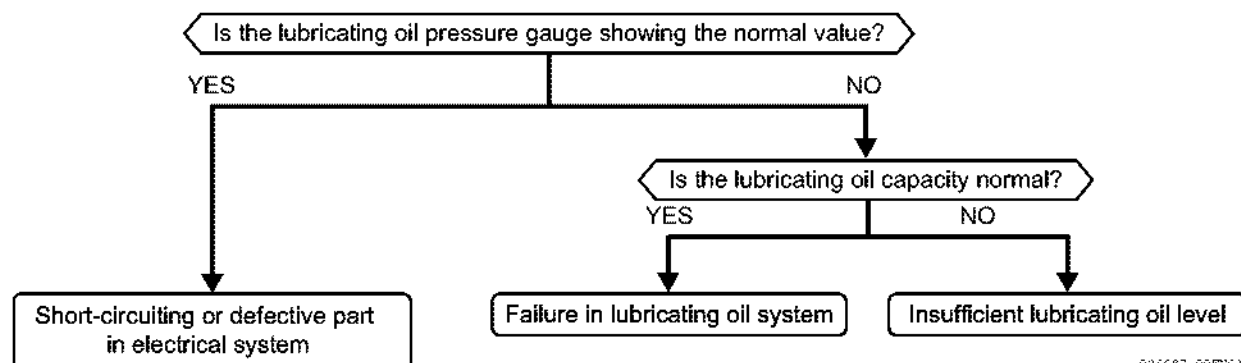 Is the lubricating oil pressure gauge showing the normal value?
YES
NO
Is the lubricating oil capacity normal?
YES
NO
Short-circuiting or defective part
in electrical system
Failure in lubricating oil system
Insufficient lubricating oil level